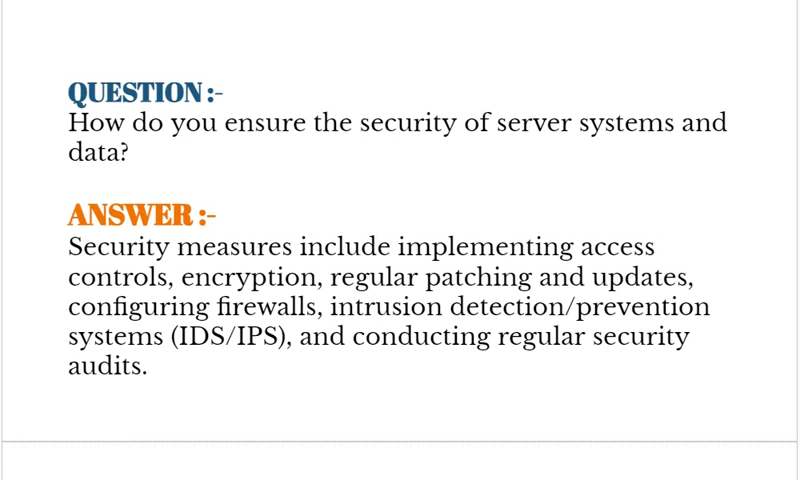 QUESTION :-
How do you ensure the security of server systems and
data?
ANSWER :-
Security measures include implementing access
controls, encryption, regular patching and updates,
configuring firewalls, intrusion detection/prevention
systems (IDS/IPS), and conducting regular security
audits.